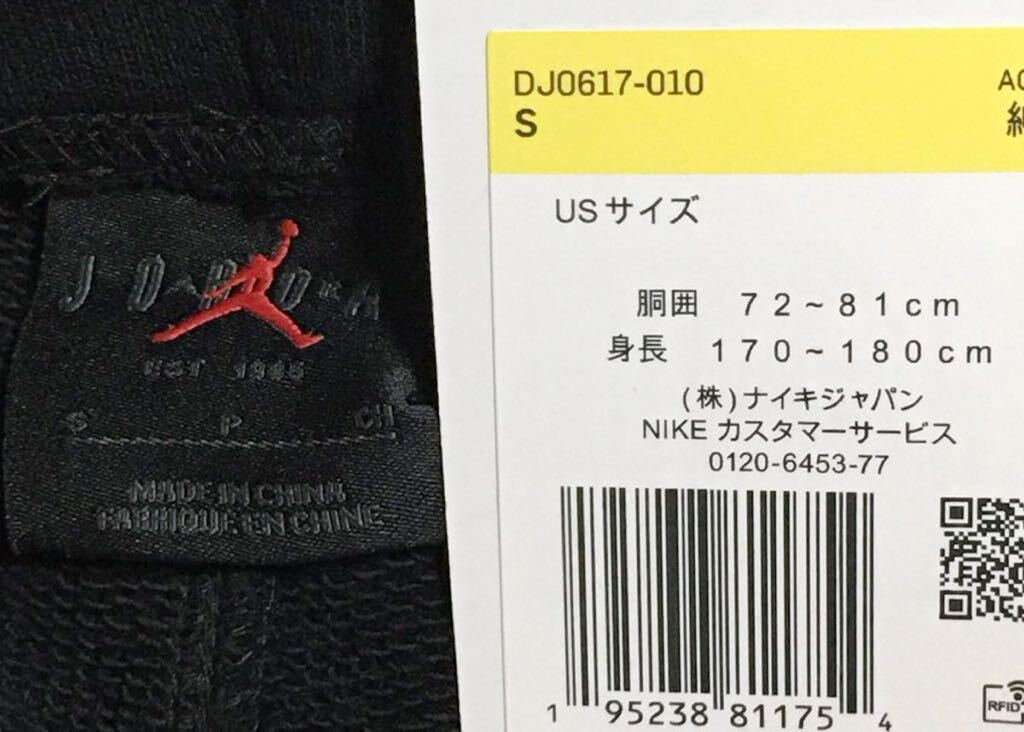 JORDAN
EST 1985
S P CH
MADE IN CHINA
FABRIQUE EN CHINE
DJ0617-010
S
USサイズ
胴囲 72~81cm
身長 170~180cm
(株)ナイキジャパン
NIKE カスタマーサービス
0120-6453-77
1 95238 81175 4
RFID